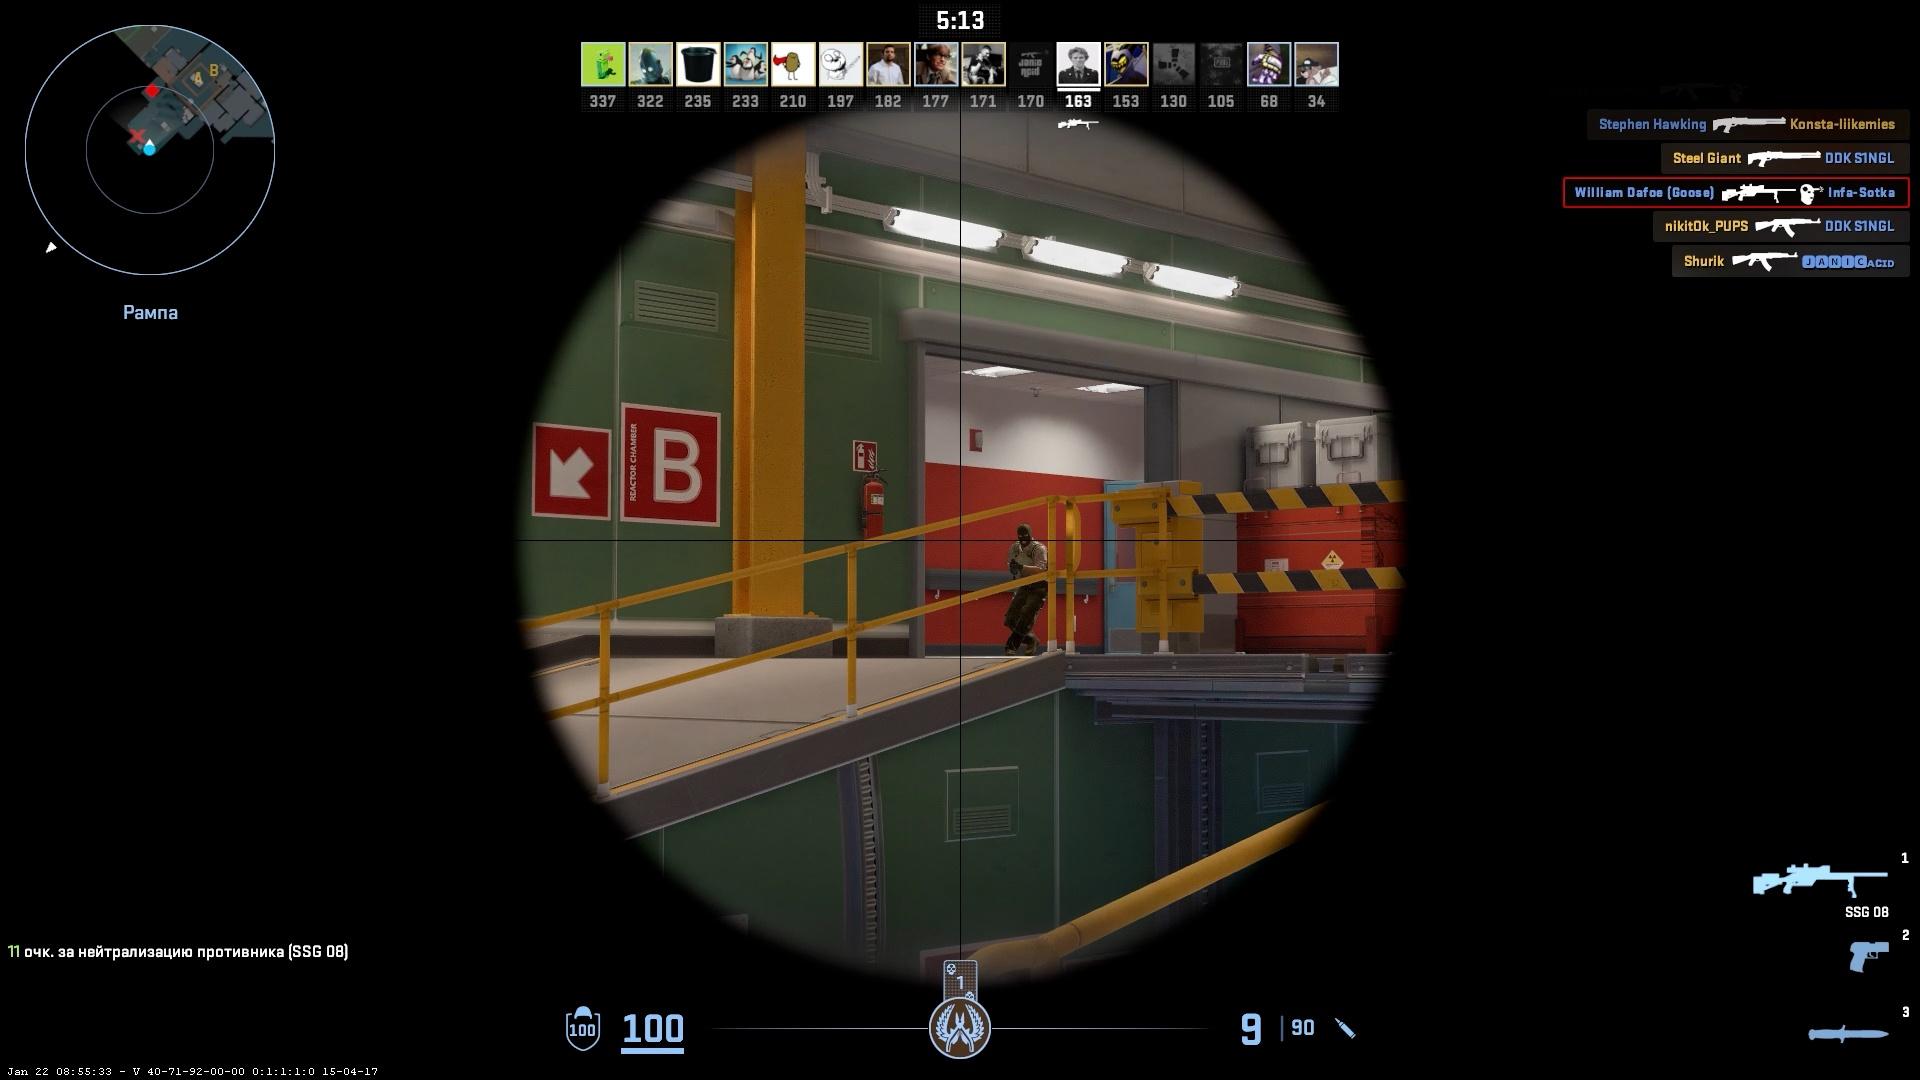 5:13
A B
337 322 235 233 210 197 182 177 171 170 163 153 130 105 68 34
Stephen Hawking Konsta-liikemies
Steel Giant DDK S1NGL
William Dafoe (Goose) Infa-Sotka
nikit0k_PUPS DDK S1NGL
Shurik JANICACID
Рампа
REACTOR CHAMBER
B
1
SSG 08
2
3
11 очк. за нейтрализацию противника (SSG 08)
1
100 100
9 90
Jan 22 08:55:33 - V 40-71-92-00-00 0:1:1:1:0 15-04-17